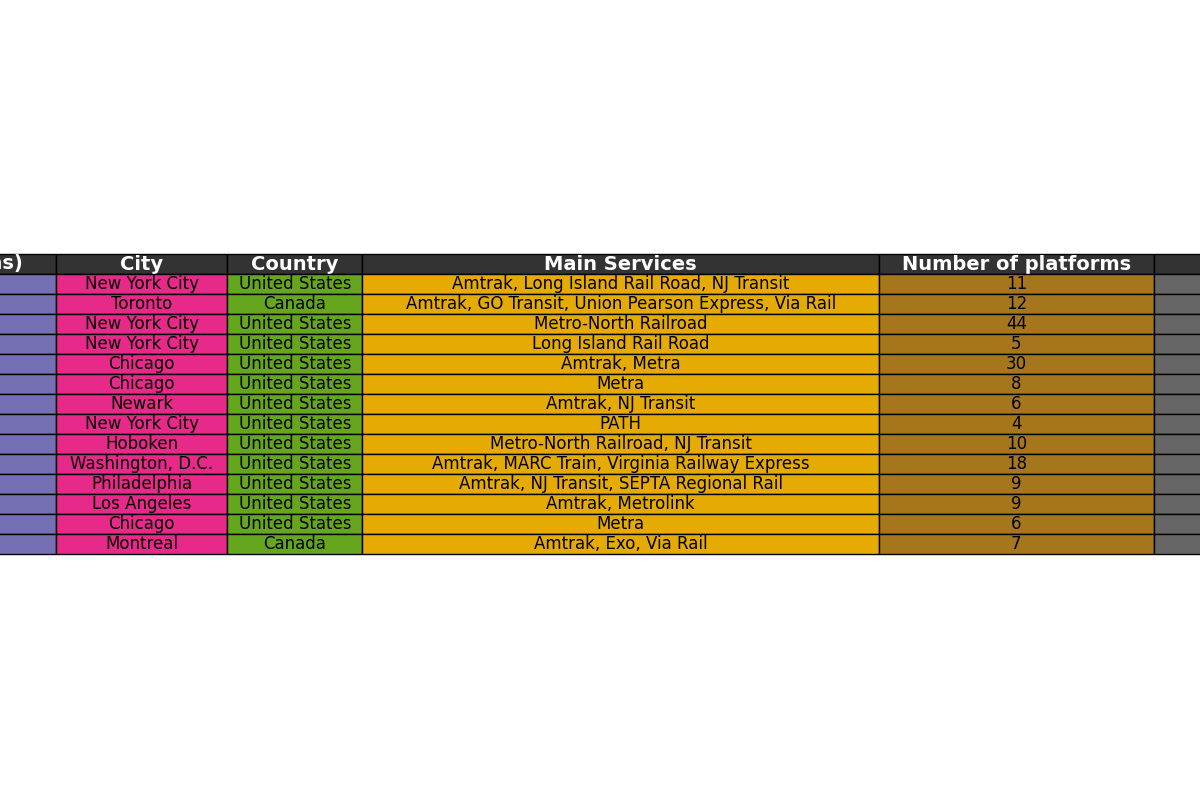 s) City Country Main Services Number of platforms
New York City United States Amtrak, Long Island Rail Road, NJ Transit 11
Toronto Canada Amtrak, GO Transit, Union Pearson Express, Via Rail 12
New York City United States Metro-North Railroad 44
New York City United States Long Island Rail Road 5
Chicago United States Amtrak, Metra 30
Chicago United States Metra 8
Newark United States Amtrak, NJ Transit 6
New York City United States PATH 4
Hoboken United States Metro-North Railroad, NJ Transit 10
Washington, D.C. United States Amtrak, MARC Train, Virginia Railway Express 18
Philadelphia United States Amtrak, NJ Transit, SEPTA Regional Rail 9
Los Angeles United States Amtrak, Metrolink 9
Chicago United States Metra 6
Montreal Canada Amtrak, Exo, Via Rail 7